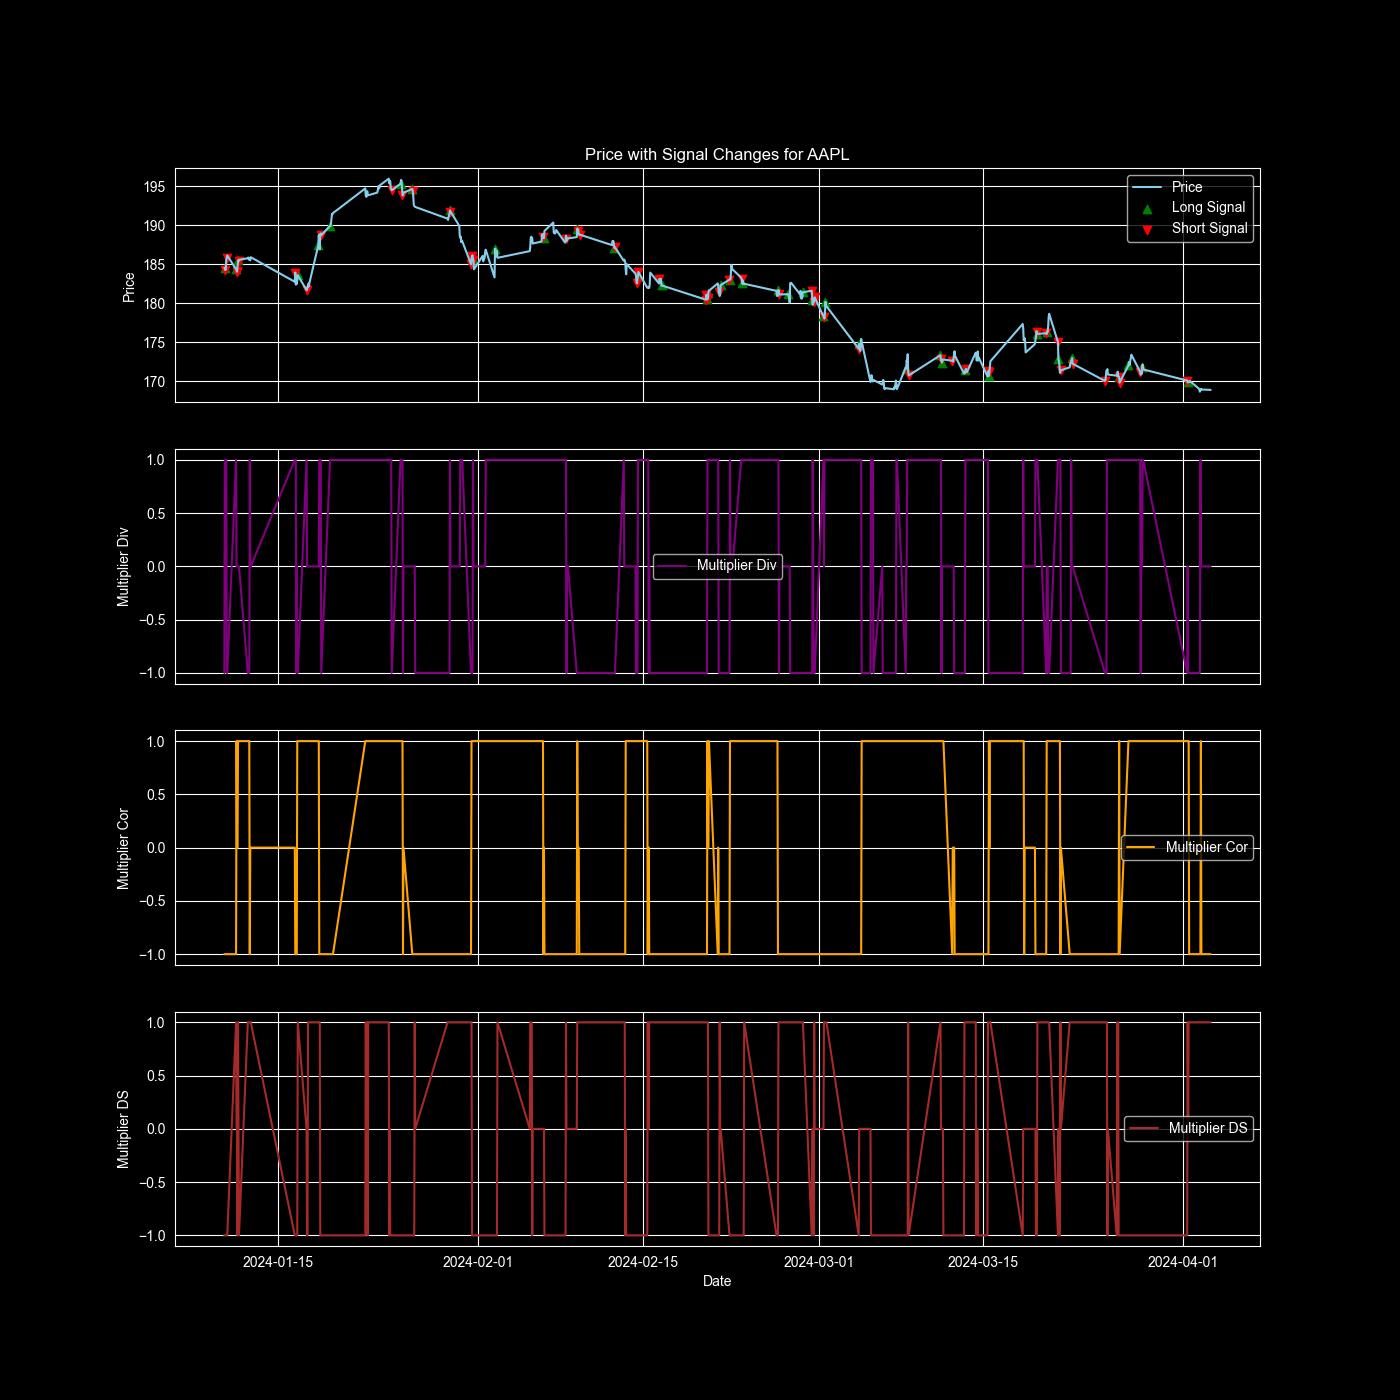 Price with Signal Changes for AAPL
195
190
185
180
175
170
Price
Price
Long Signal
Short Signal
1.0
0.5
0.0
−0.5
−1.0
Multiplier Div
Multiplier Div
1.0
0.5
0.0
−0.5
−1.0
Multiplier Cor
Multiplier Cor
1.0
0.5
0.0
−0.5
−1.0
Multiplier DS
Multiplier DS
2024-01-15 2024-02-01 2024-02-15 2024-03-01 2024-03-15 2024-04-01
Date